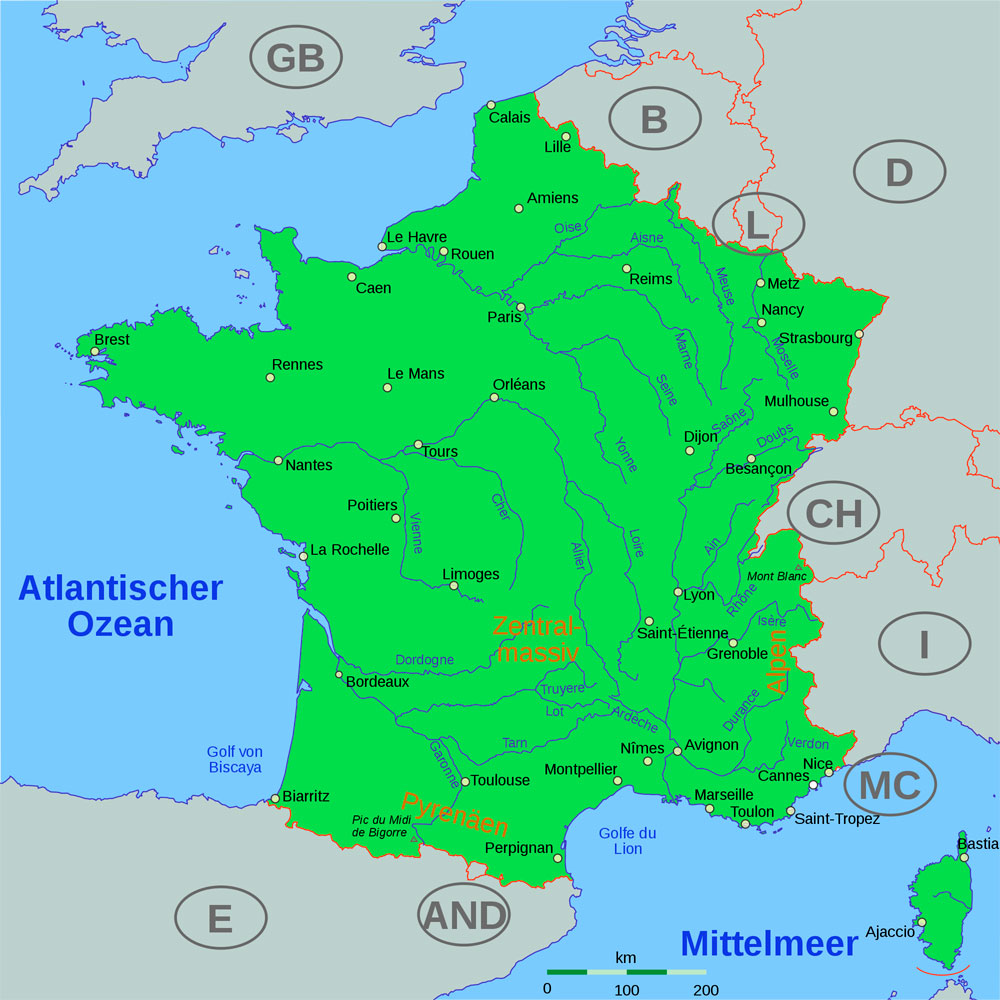 GB
B
D
L
Calais
Lille
Amiens
Oise
Aisne
Le Havre
Rouen
Caen
Reims
Meuse
Metz
Paris
Nancy
Strasbourg
Moselle
Marne
Brest
Rennes
Le Mans
Orléans
Seine
Mulhouse
Saône
Dijon
Doubs
Besançon
Yonne
Tours
Nantes
Poitiers
Vienne
Cher
CH
La Rochelle
Allier
Loire
Ain
Limoges
Mont Blanc
Lyon
Rhône
Atlantischer
Ozean
Zentral-
massiv
Saint-Étienne
Isère
Grenoble
Alpen
I
Dordogne
Bordeaux
Truyere
Lot
Ardèche
Durance
Tarn
Garonne
Nîmes
Avignon
Verdon
Golf von
Biscaya
Toulouse
Montpellier
Nice
Cannes
MC
Biarritz
Marseille
Toulon
Saint-Tropez
Pyrenäen
Pic du Midi
de Bigorre
Perpignan
Golfe du
Lion
Bastia
E
AND
Ajaccio
Mittelmeer
km
0 100 200